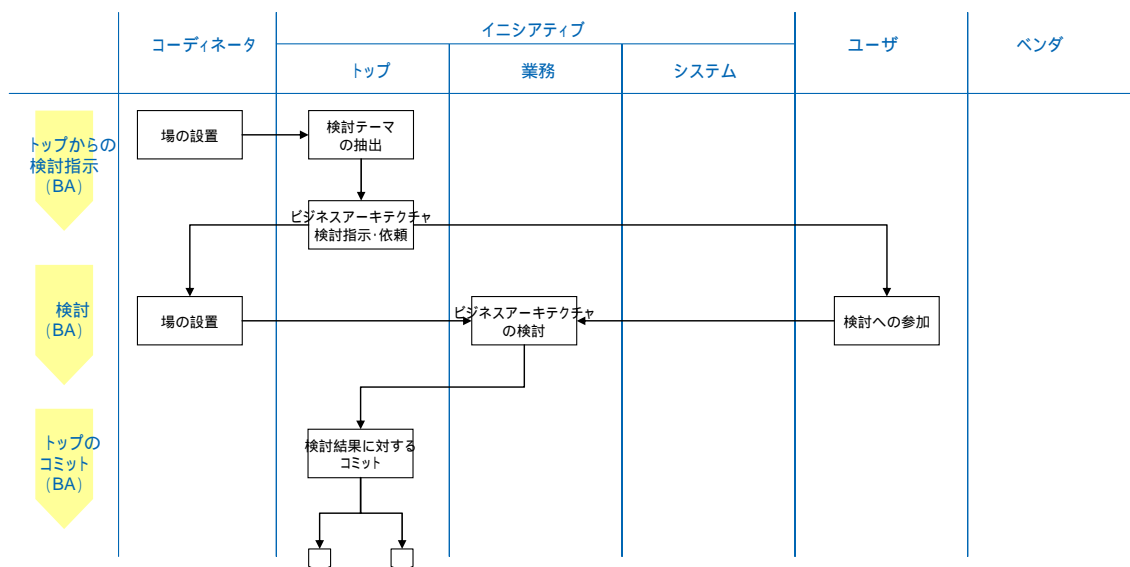 コーディネータ
イニシアティブ
トップ
業務
システム
ユーザ
ベンダ
トップからの
検討指示
(BA)
場の設置
検討テーマ
の抽出
ビジネスアーキテクチャ
検討指示・依頼
検討
(BA)
場の設置
ビジネスアーキテクチャ
の検討
検討への参加
トップの
コミット
(BA)
検討結果に対する
コミット